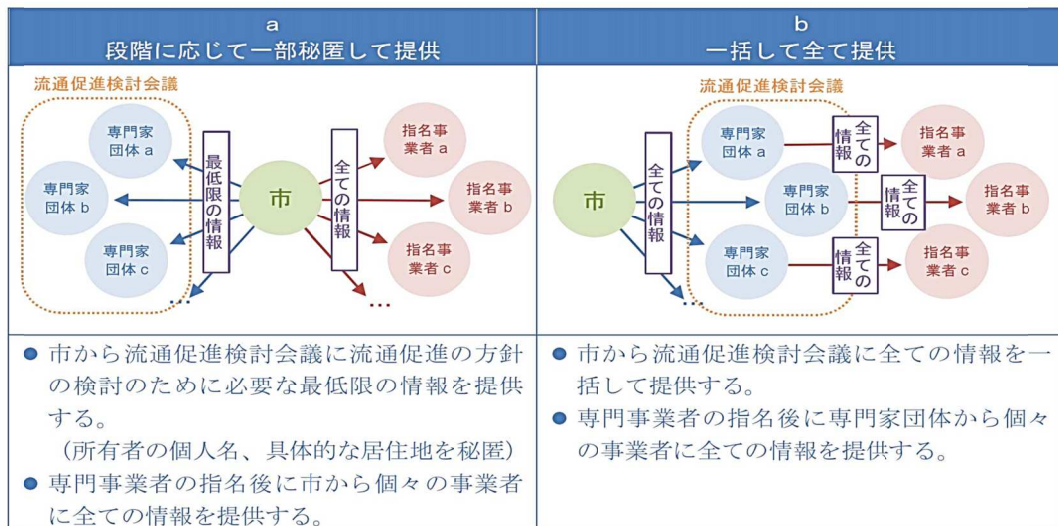 a
段階に応じて一部秘匿して提供
流通促進検討会議
専門家
団体 a
専門家
団体 b
専門家
団体 c
最低限の情報
市
全ての情報
指名事
業者 a
指名事
業者 b
指名事
業者 c
…
…
● 市から流通促進検討会議に流通促進の方針
の検討のために必要な最低限の情報を提供
する。
（所有者の個人名、具体的な居住地を秘匿）
● 専門事業者の指名後に市から個々の事業者
に全ての情報を提供する。
b
一括して全て提供
流通促進検討会議
市
全ての情報
専門家
団体 a
専門家
団体 b
専門家
団体 c
…
全ての
情報
全ての
情報
全ての
情報
指名事
業者 a
指名事
業者 b
指名事
業者 c
● 市から流通促進検討会議に全ての情報を一
括して提供する。
● 専門事業者の指名後に専門家団体から個々
の事業者に全ての情報を提供する。